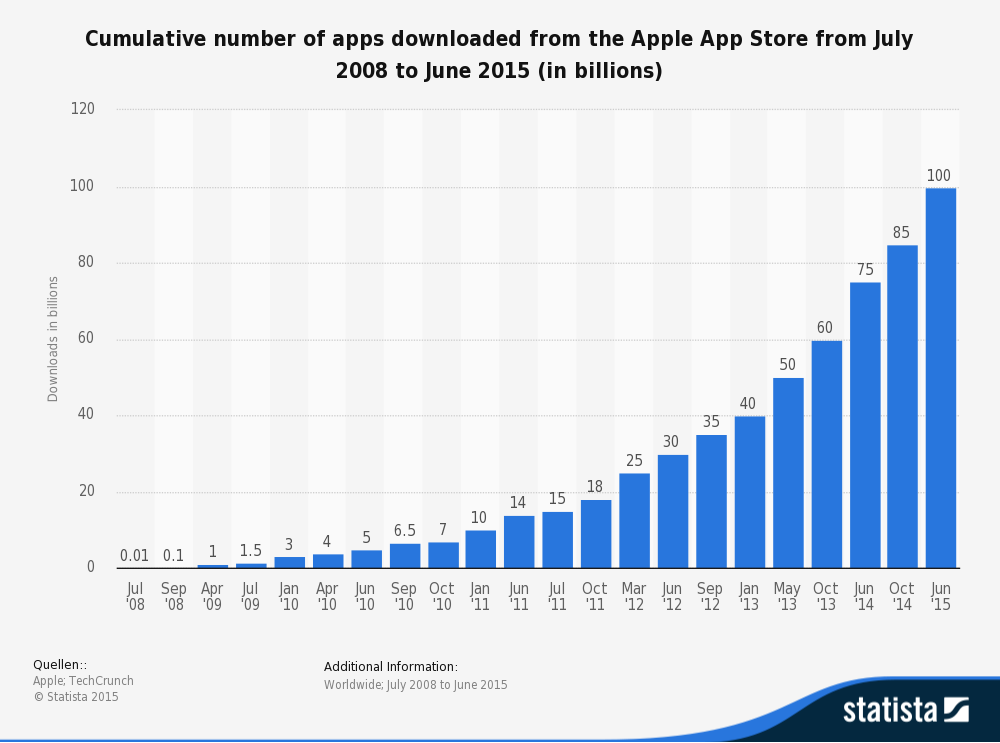 Cumulative number of apps downloaded from the Apple App Store from July
2008 to June 2015 (in billions)
120
100
80
60
40
20
0
Downloads in billions
0.01 0.1 1 1.5 3 4 5 6.5 7 10 14 15 18 25 30 35 40 50 60 75 85 100
Jul Sep Apr Jul Jan Apr Jun Sep Oct Jan Jun Jul Oct Mar Jun Sep Jan May Oct Jun Oct Jun
'08 '08 '09 '09 '10 '10 '10 '10 '10 '11 '11 '11 '11 '12 '12 '12 '13 '13 '13 '14 '14 '15
Quellen::
Apple; TechCrunch
© Statista 2015
Additional Information:
Worldwide; July 2008 to June 2015
statista